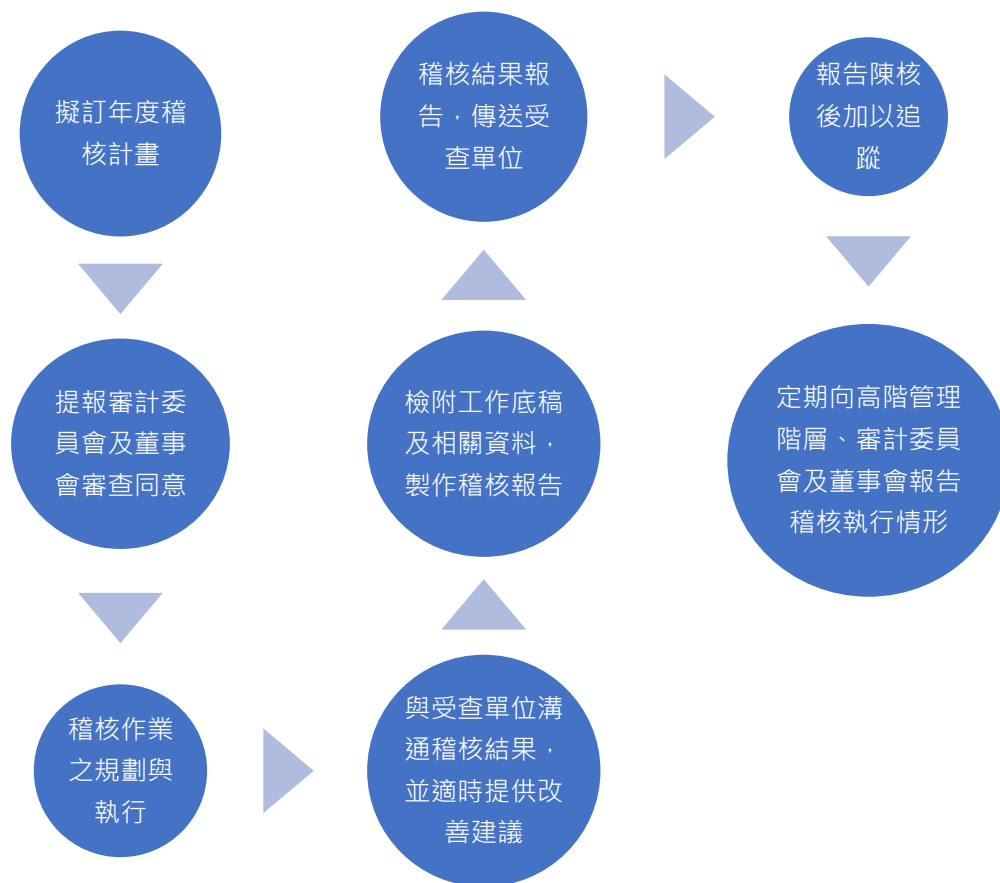 擬訂年度稽
核計畫
提報審計委
員會及董事
會審查同意
稽核作業
之規劃與
執行
與受查單位溝
通稽核結果，
並適時提供改
善建議
檢附工作底稿
及相關資料，
製作稽核報告
稽核結果報
告，傳送受
查單位
報告陳核
後加以追
蹤
定期向高階管理
階層、審計委員
會及董事會報告
稽核執行情形